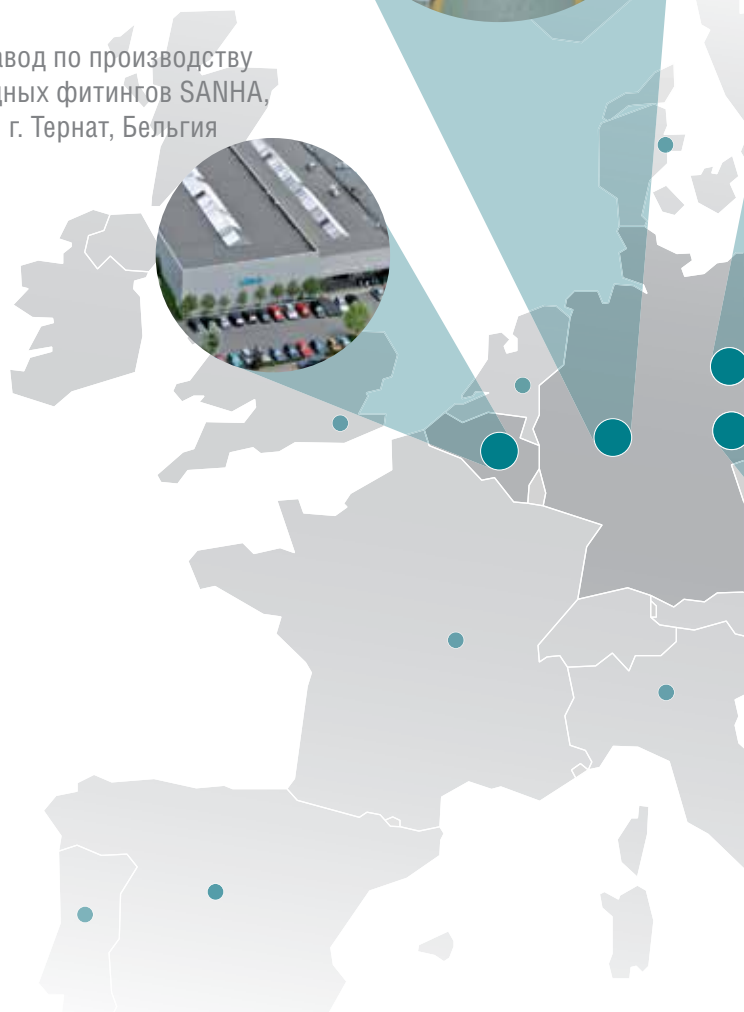 авод по производству
дных фитингов SANHA,
г. Тернат, Бельгия